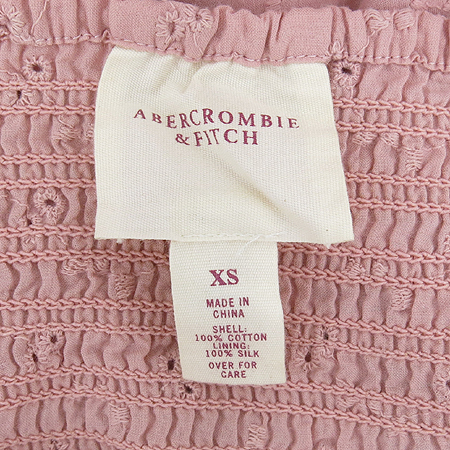 ABERCROMBIE
& FITCH
XS
MADE IN
CHINA
SHELL:
100% COTTON
LINING:
100% SILK
OVER FOR
CARE